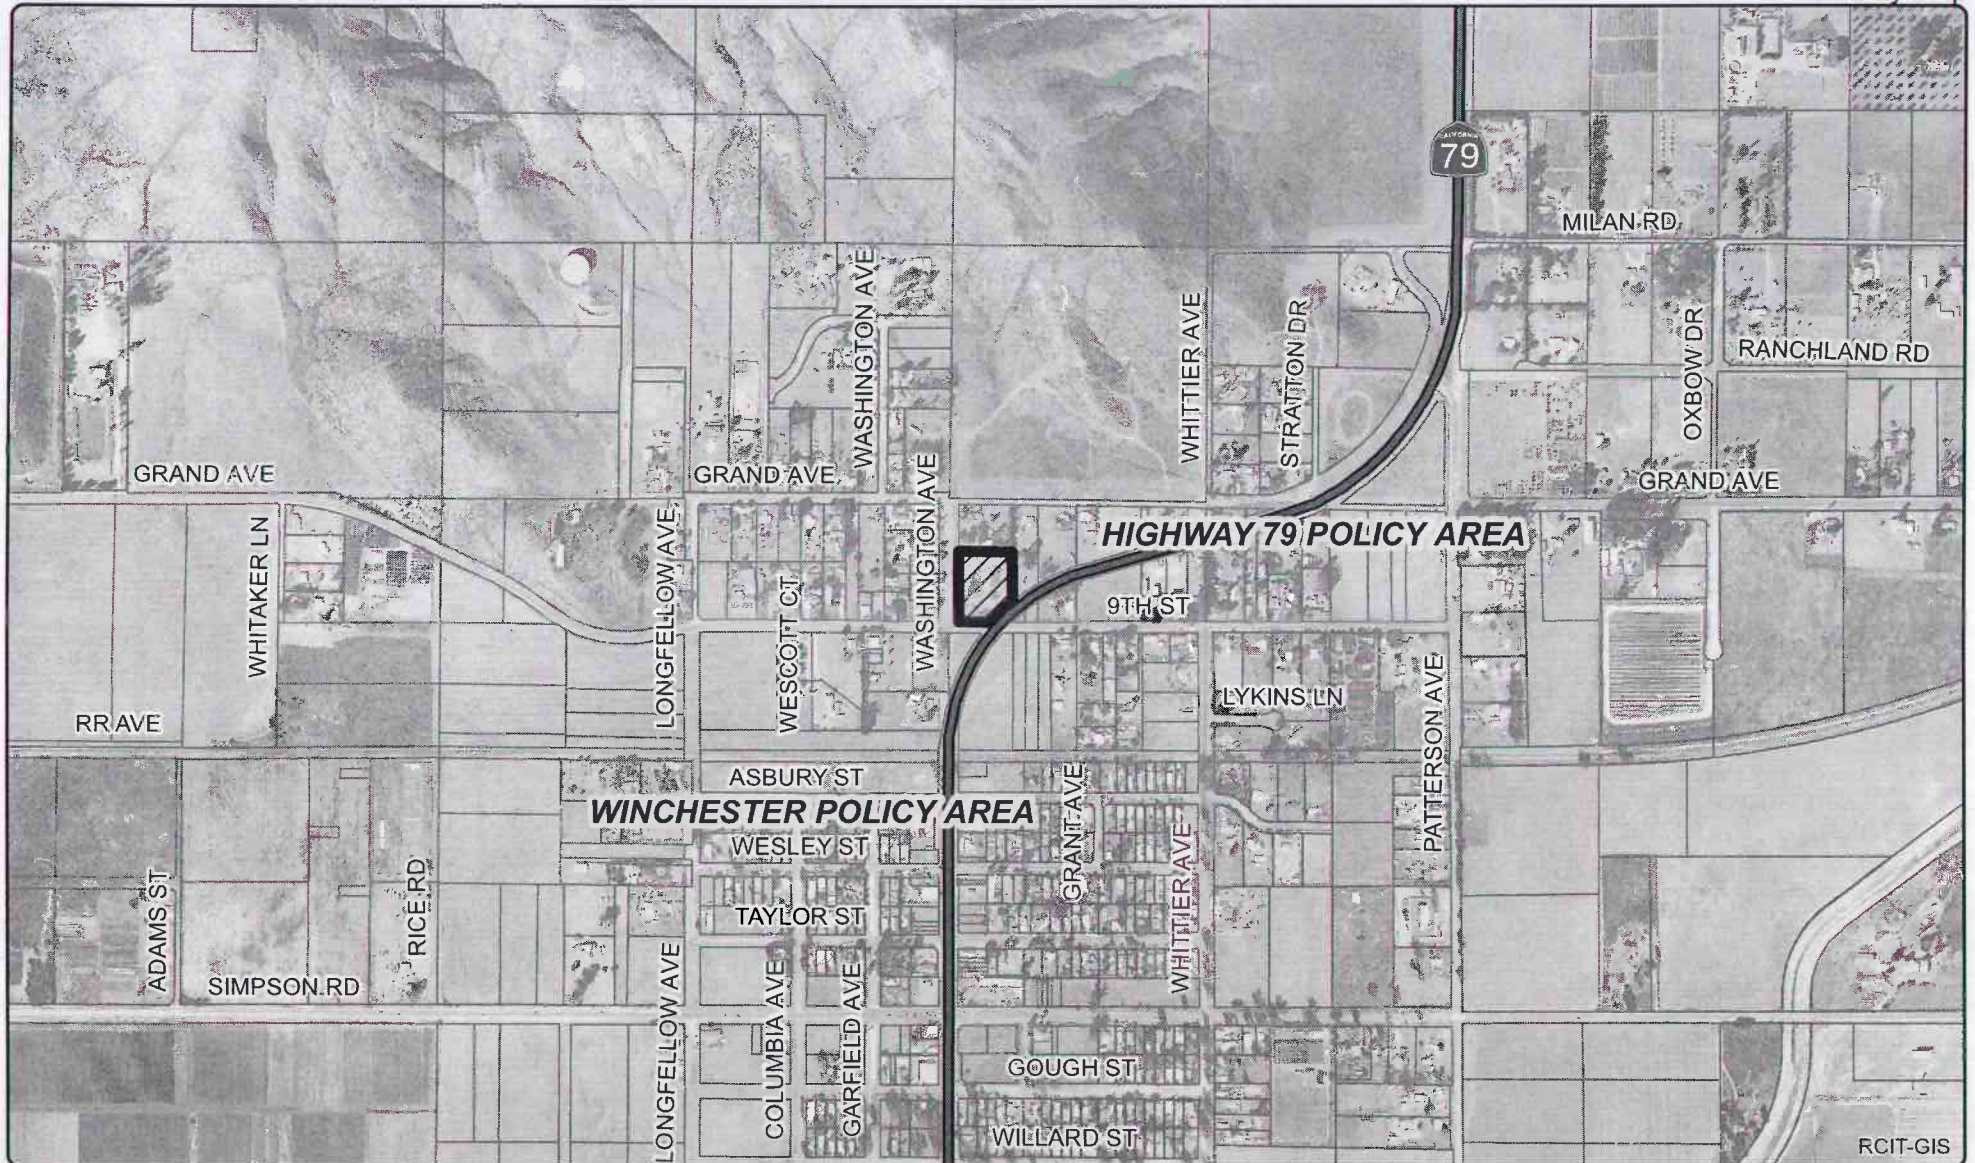 CALIFORNIA
79
MILAN RD
WASHINGTON AVE
WHITTIER AVE
STRATTON DR
OXBOW DR
RANCHLAND RD
GRAND AVE
GRAND AVE
GRAND AVE
WHITAKER LN
LONGFELLOW AVE
WESCOTT CT
WASHINGTON AVE
HIGHWAY 79 POLICY AREA
9TH ST
LYKINS LN
PATTERSON AVE
RR AVE
ASBURY ST
WINCHESTER POLICY AREA
WESLEY ST
GRANT AVE
WHITTIER AVE
TAYLOR ST
ADAMS ST
RICE RD
SIMPSON RD
LONGFELLOW AVE
COLUMBIA AVE
GARFIELD AVE
GOUGH ST
WILLARD ST
RCIT-GIS